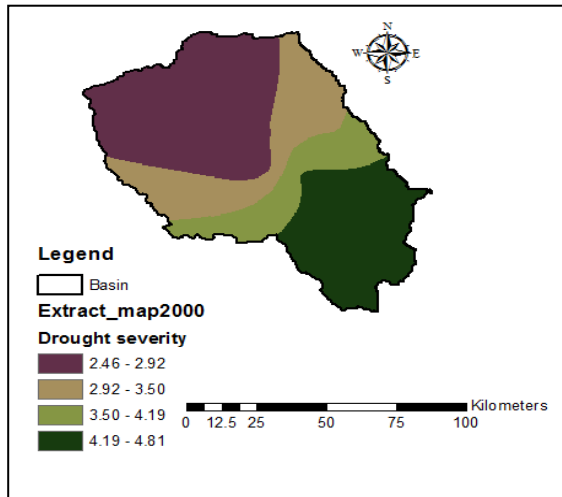 N
W E
S
Legend
Basin
Extract_map2000
Drought severity
2.46 - 2.92
2.92 - 3.50
3.50 - 4.19
4.19 - 4.81
Kilometers
0 12.5 25 50 75 100